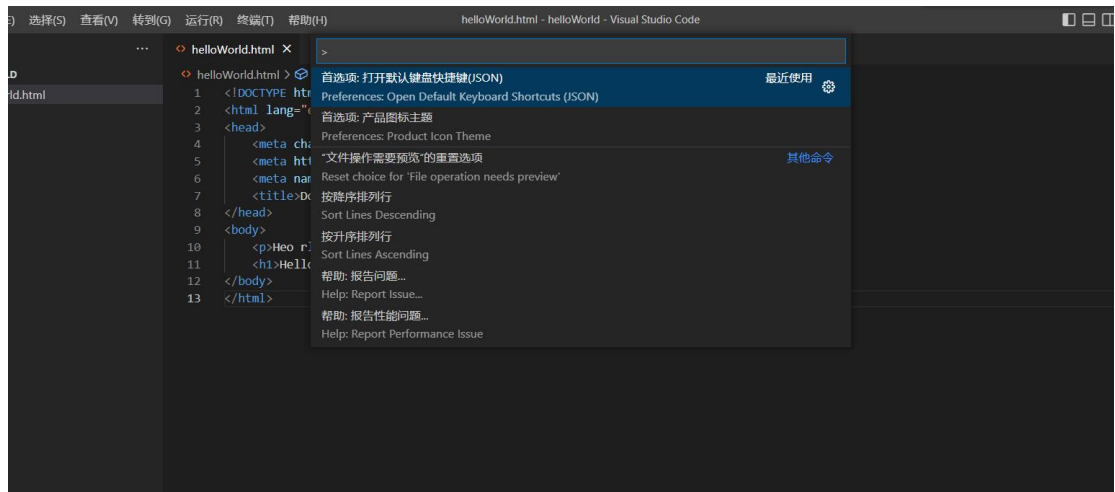 选择(S) 查看(V) 转到(G) 运行(R) 终端(T) 帮助(H) helloWorld.html - helloWorld - Visual Studio Code
helloWorld.html
helloWorld.html >
>
首选项: 打开默认键盘快捷键(JSON) 最近使用
Preferences: Open Default Keyboard Shortcuts (JSON)
首选项: 产品图标主题
Preferences: Product Icon Theme
“文件操作需要预览”的重置选项 其他命令
Reset choice for 'File operation needs preview'
按降序排列行
Sort Lines Descending
按升序排列行
Sort Lines Ascending
帮助: 报告问题...
Help: Report Issue...
帮助: 报告性能问题...
Help: Report Performance Issue
1 <!DOCTYPE
2 <html lang="
3 <head>
4 <meta
5 <meta
6 <meta
7 <title>
8 </head>
9 <body>
10 <p>Heo
11 <h1>
12 </body>
13 </html>